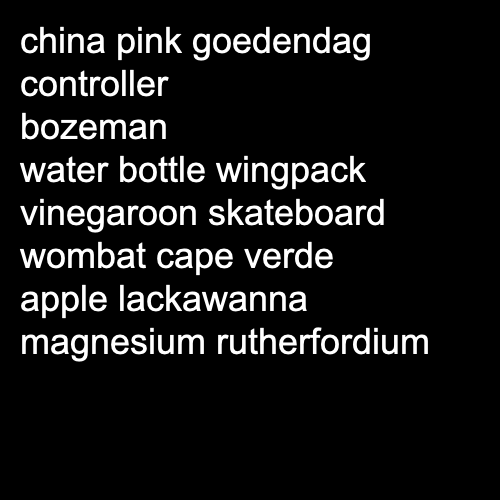 china pink goedendag
controller
bozeman
water bottle wingpack
vinegaroon skateboard
wombat cape verde
apple lackawanna
magnesium rutherfordium